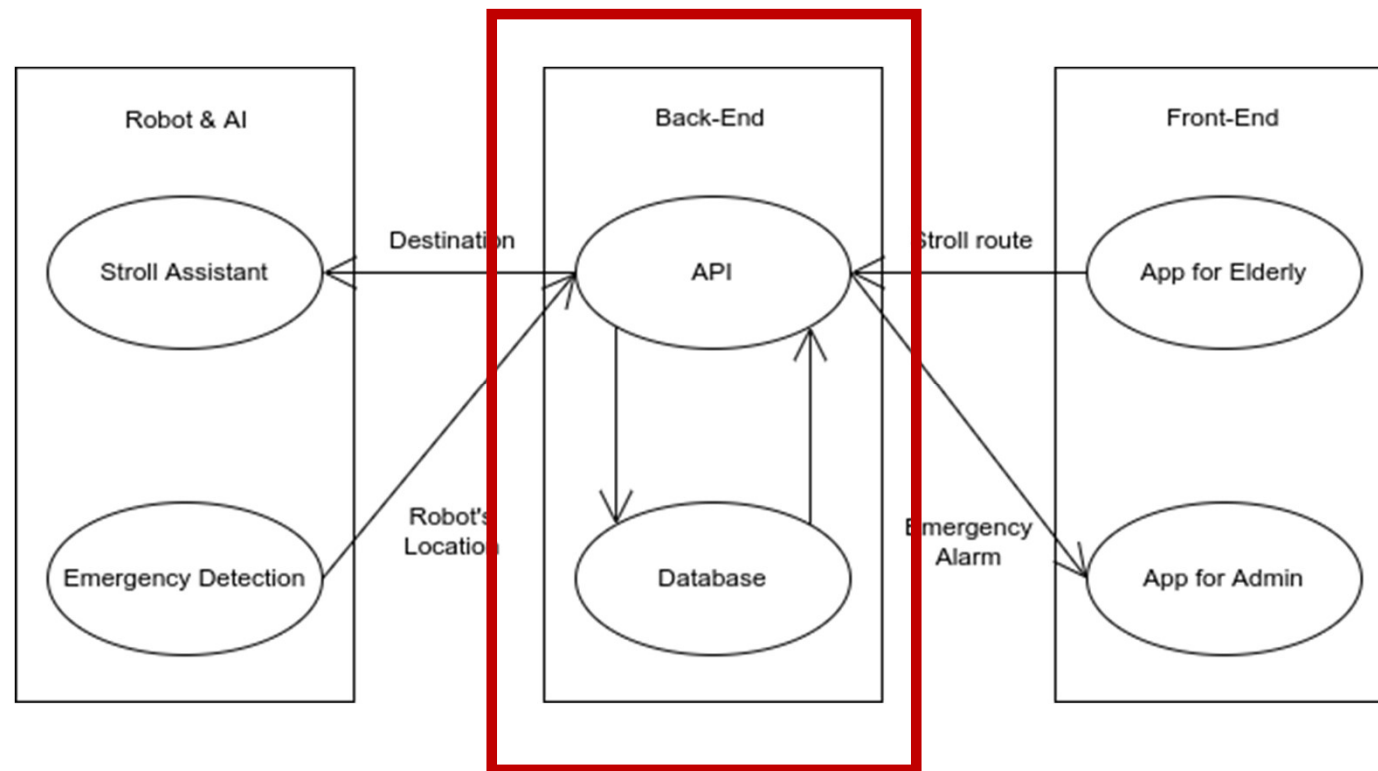 Robot & AI
Back-End
Front-End
Destination
Stroll route
Stroll Assistant
API
App for Elderly
Robot's
Location
Emergency
Alarm
Emergency Detection
Database
App for Admin